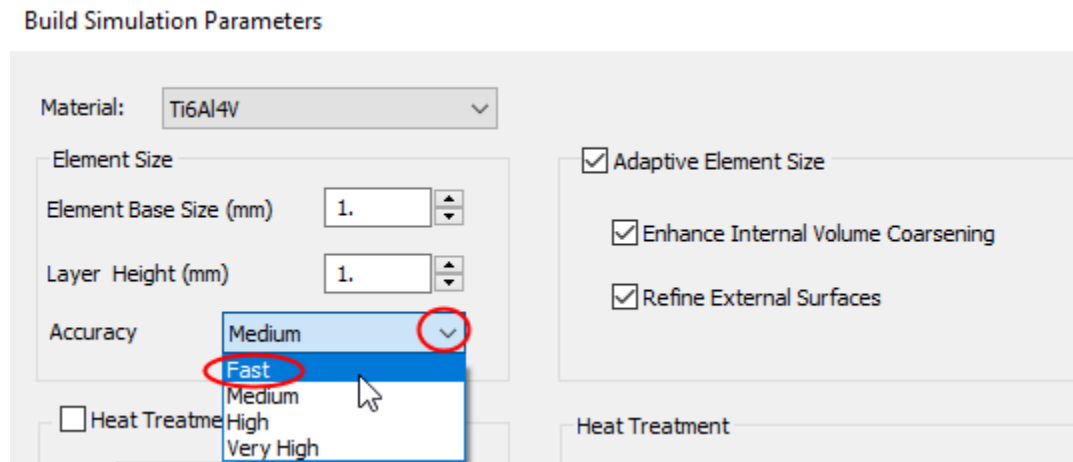 Build Simulation Parameters
Material: Ti6Al4V
Element Size
Element Base Size (mm) 1.
Layer Height (mm) 1.
Accuracy Medium
Fast
Medium
High
Very High
Adaptive Element Size
Enhance Internal Volume Coarsening
Refine External Surfaces
Heat Treatme
Heat Treatment